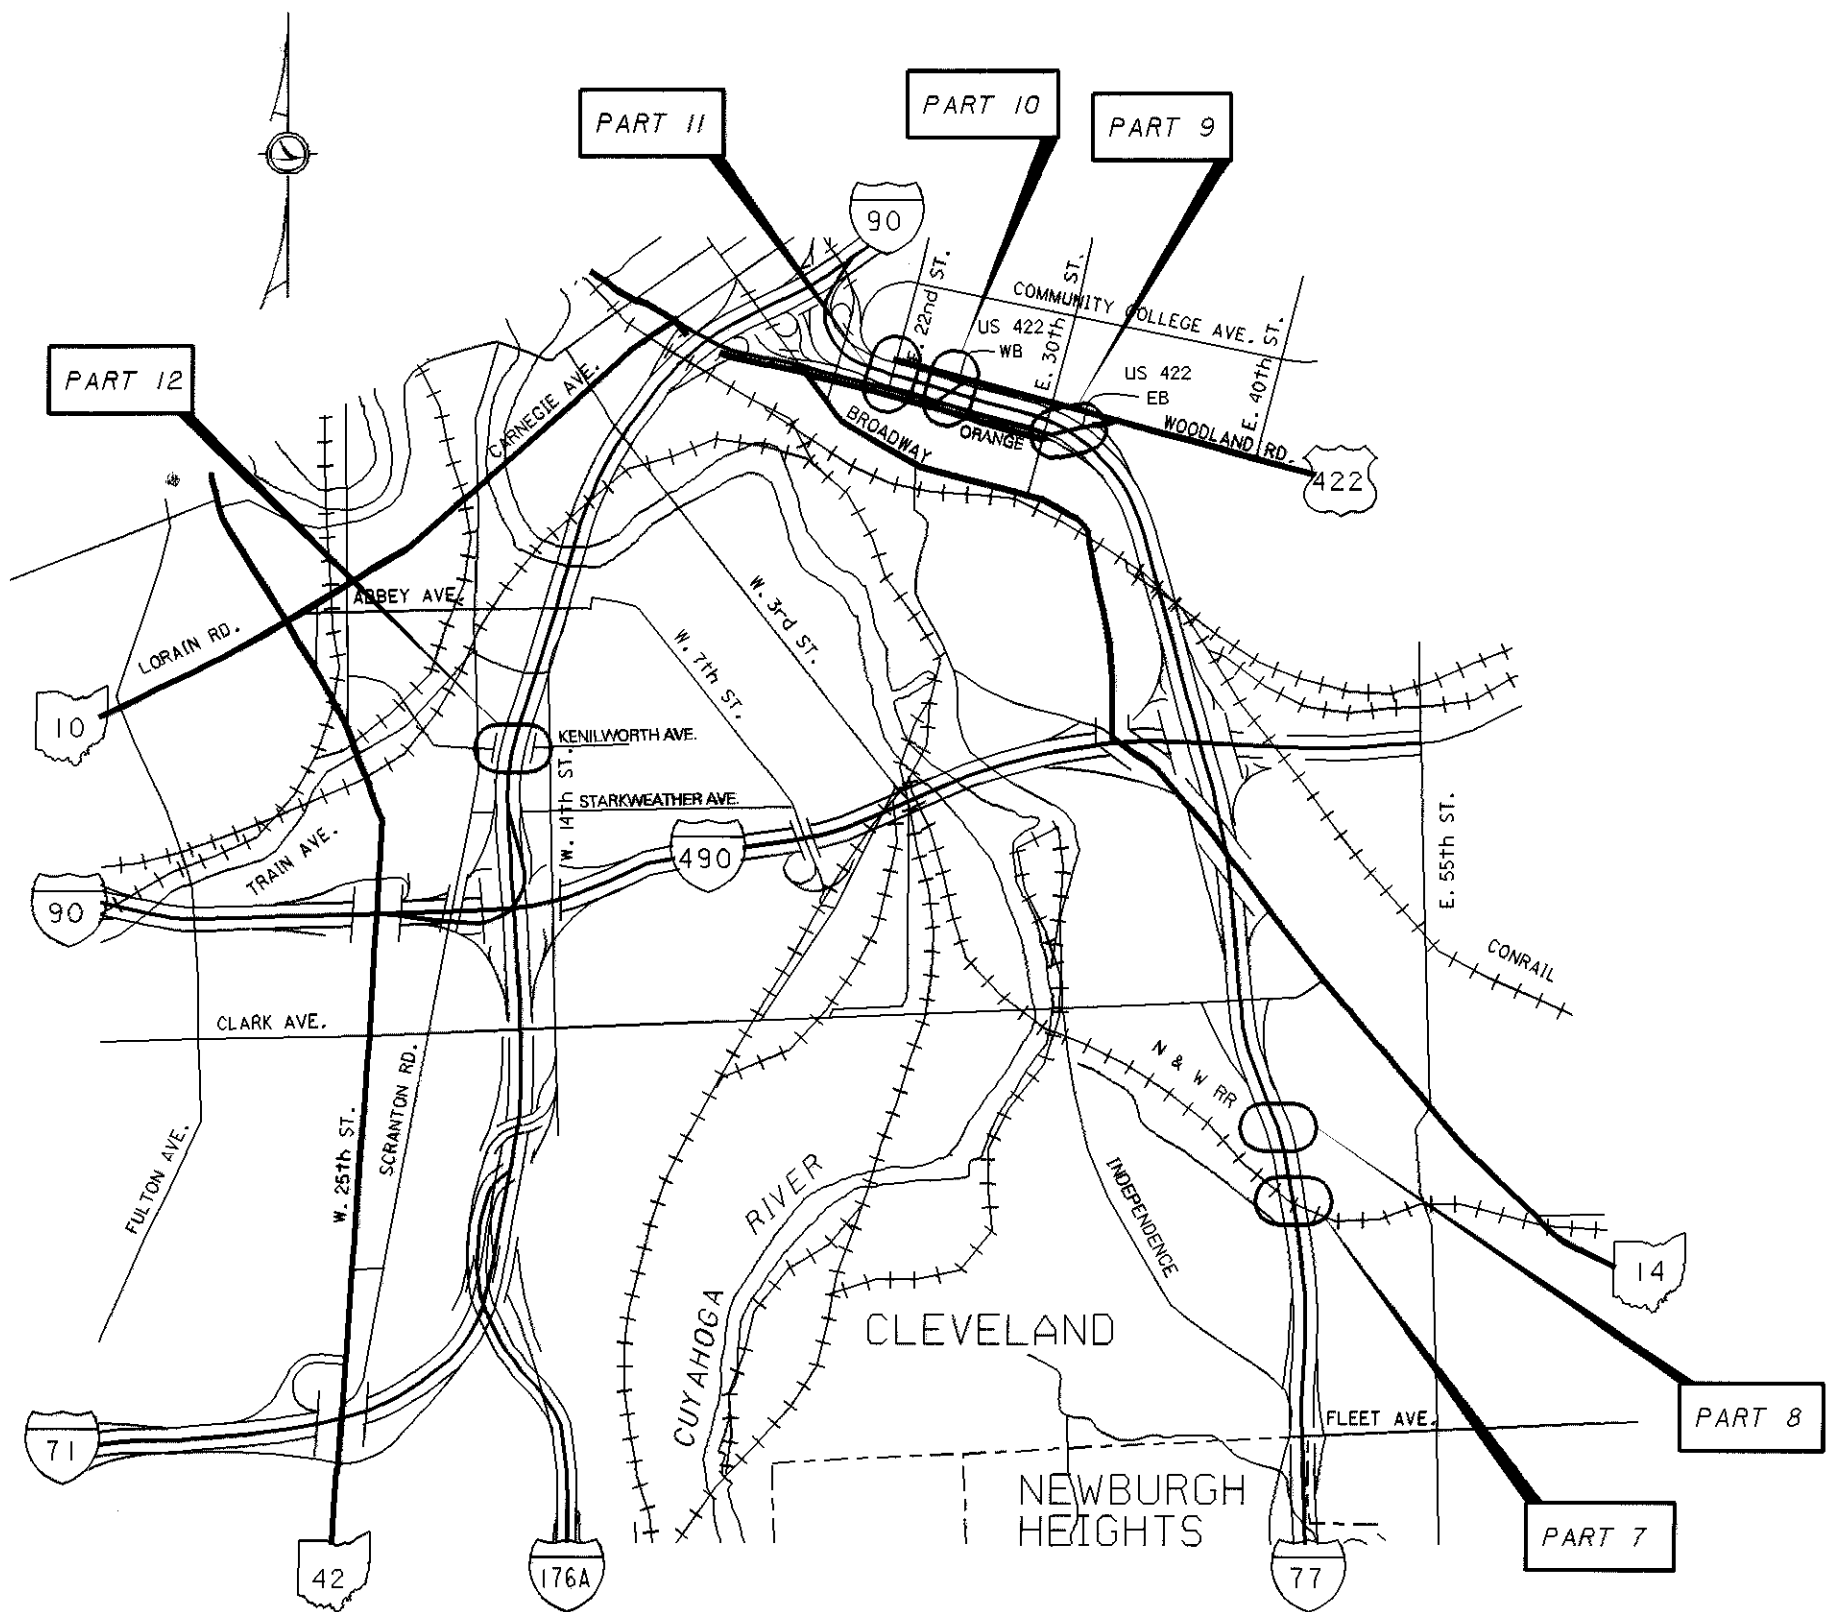 PART 10
PART 11
PART 9
90
E. 22nd ST.
ST.
E. 30th
COMMUNITY COLLEGE AVE.
E. 40th ST.
US 422
WB
US 422
EB
PART 12
CARNEGIE AVE.
BROADWAY
ORANGE
WOODLAND RD.
422
ABBEY AVE.
LORAIN RD.
W. 3rd ST.
W. 7th ST.
10
KENILWORTH AVE.
W. 14th ST.
STARKWEATHER AVE.
490
TRAIN AVE.
E. 55th ST.
90
CONRAIL
CLARK AVE.
N & W RR
SCRANTON RD.
FULTON AVE.
W. 25th ST.
RIVER
INDEPENDENCE
14
CUYAHOGA
CLEVELAND
PART 8
FLEET AVE.
71
NEWBURGH
HEIGHTS
PART 7
42
176A
77